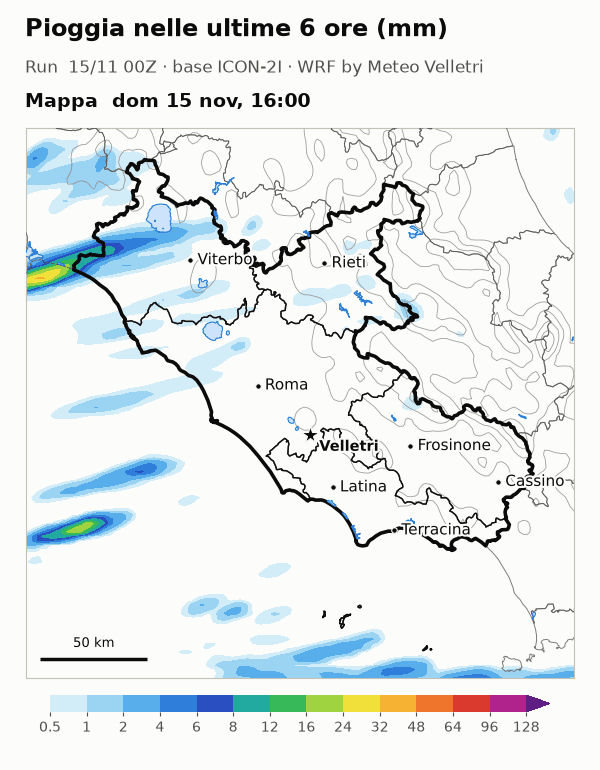 Pioggia nelle ultime 6 ore (mm)
Run  15/11 00Z · base ICON-2I · WRF by Meteo Velletri
Mappa  dom 15 nov, 16:00
Viterbo
Rieti
Roma
Velletri
Frosinone
Latina
Cassino
Terracina
50 km
0.5 1 2 4 6 8 12 16 24 32 48 64 96 128